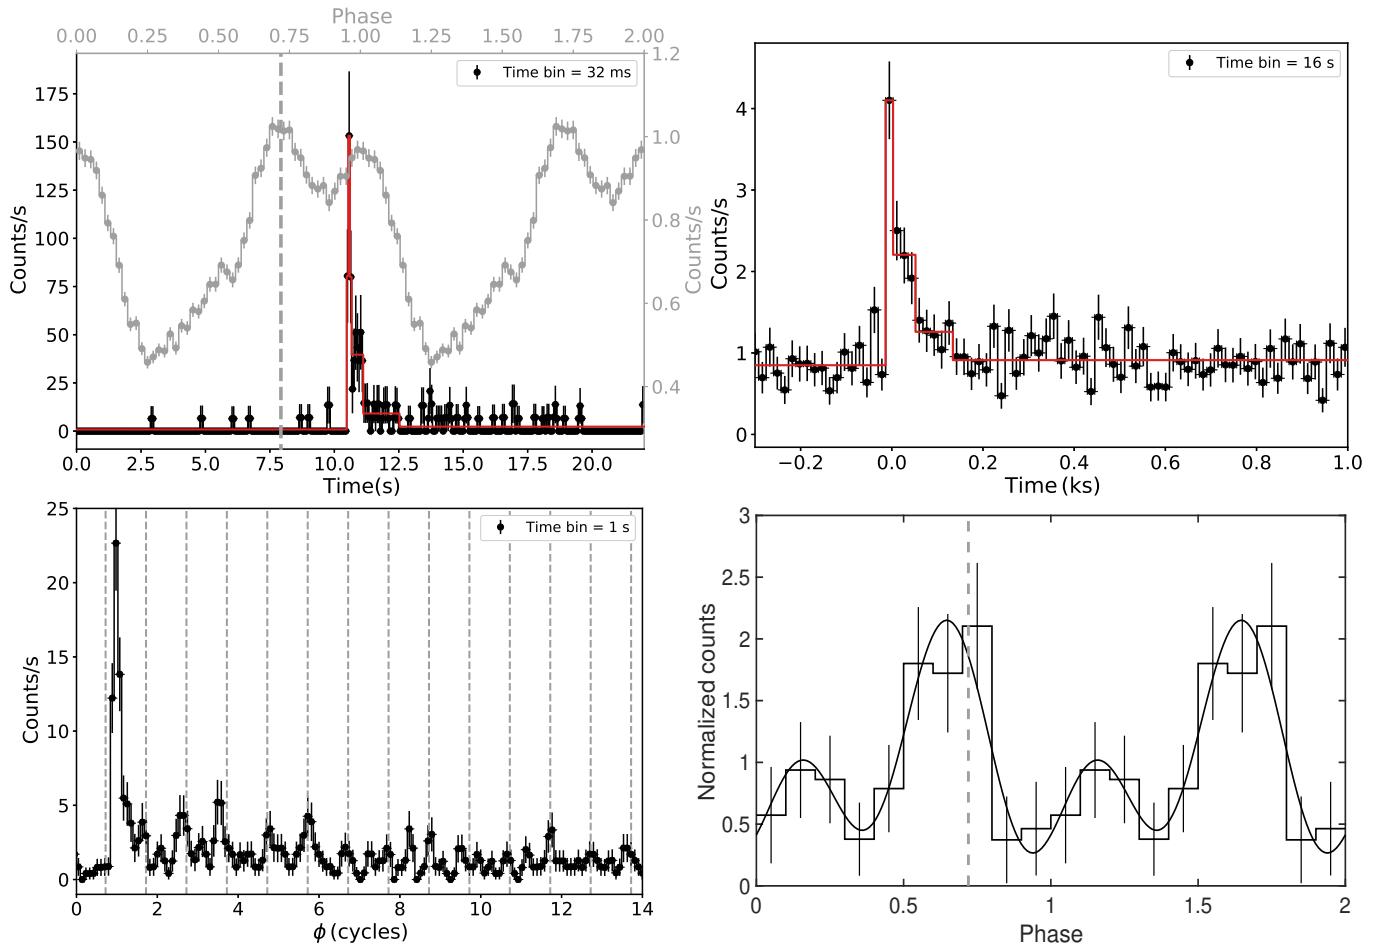 Phase
0.00 0.25 0.50 0.75 1.00 1.25 1.50 1.75 2.00
Time bin = 32 ms
Counts/s
175
150
125
100
75
50
25
0
1.2
1.0
0.8
0.6
0.4
Counts/s
0.0 2.5 5.0 7.5 10.0 12.5 15.0 17.5 20.0
Time(s)
Time bin = 16 s
Counts/s
4
3
2
1
0
−0.2 0.0 0.2 0.4 0.6 0.8 1.0
Time (ks)
Time bin = 1 s
Counts/s
25
20
15
10
5
0
0 2 4 6 8 10 12 14
ϕ (cycles)
Normalized counts
3
2.5
2
1.5
1
0.5
0
0 0.5 1 1.5 2
Phase